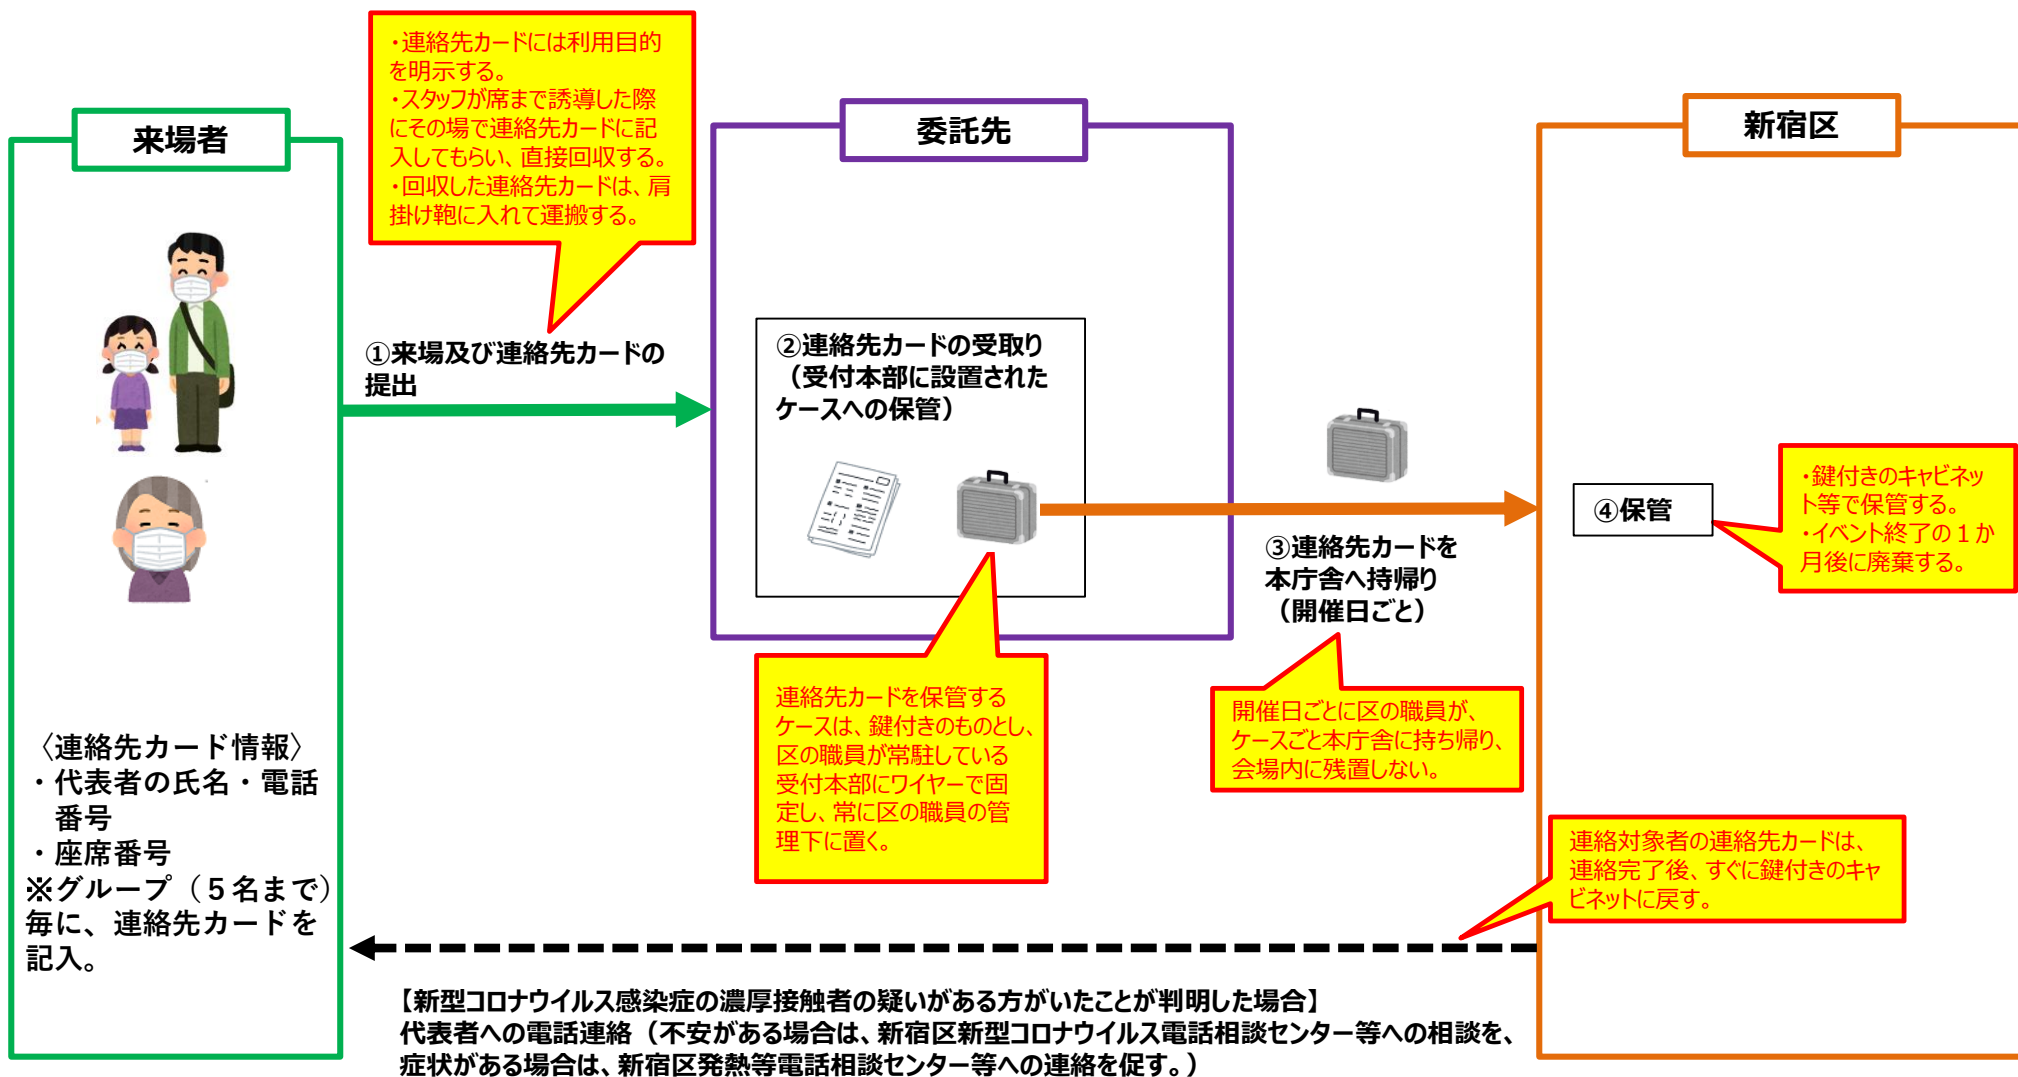 ・連絡先カードには利用目的
を明示する。
・スタッフが席まで誘導した際
にその場で連絡先カードに記
入してもらい、直接回収する。
・回収した連絡先カードは、肩
掛け鞄に入れて運搬する。
来場者
委託先
新宿区
①来場及び連絡先カードの
提出
②連絡先カードの受取り
（受付本部に設置された
ケースへの保管）
③連絡先カードを
本庁舎へ持帰り
（開催日ごと）
④保管
・鍵付きのキャビネッ
ト等で保管する。
・イベント終了の１か
月後に廃棄する。
連絡先カードを保管する
ケースは、鍵付きのものとし、
区の職員が常駐している
受付本部にワイヤーで固
定し、常に区の職員の管
理下に置く。
開催日ごとに区の職員が、
ケースごと本庁舎に持ち帰り、
会場内に残置しない。
〈連絡先カード情報〉
・代表者の氏名・電話
番号
・座席番号
※グループ（５名まで）
毎に、連絡先カードを
記入。
連絡対象者の連絡先カードは、
連絡完了後、すぐに鍵付きのキャ
ビネットに戻す。
【新型コロナウイルス感染症の濃厚接触者の疑いがある方がいたことが判明した場合】
代表者への電話連絡（不安がある場合は、新宿区新型コロナウイルス電話相談センター等への相談を、
症状がある場合は、新宿区発熱等電話相談センター等への連絡を促す。）